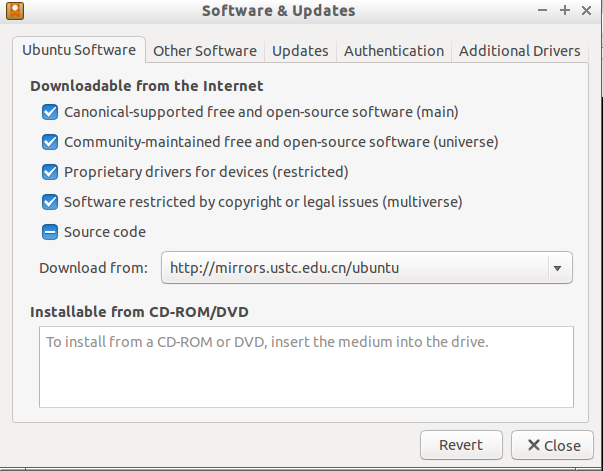 Software & Updates
Ubuntu Software
Other Software
Updates
Authentication
Additional Drivers
Downloadable from the Internet
Canonical-supported free and open-source software (main)
Community-maintained free and open-source software (universe)
Proprietary drivers for devices (restricted)
Software restricted by copyright or legal issues (multiverse)
Source code
Download from: http://mirrors.ustc.edu.cn/ubuntu
Installable from CD-ROM/DVD
To install from a CD-ROM or DVD, insert the medium into the drive.
Revert
Close